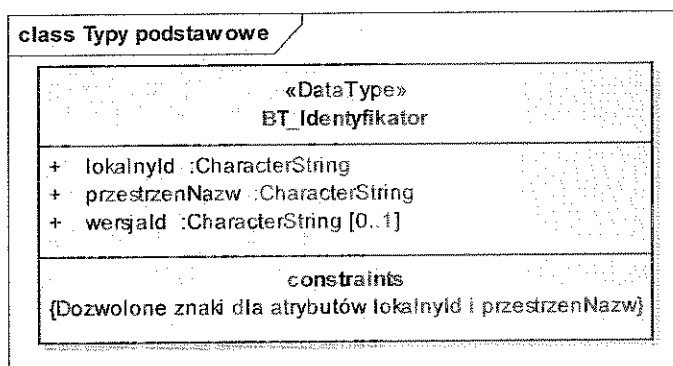 class Typy podstawowe
«DataType»
BT_Identyfikator
+ lokalnyId :CharacterString
+ przestrzenNazw :CharacterString
+ wersjaId :CharacterString [0..1]
constraints
{Dozwolone znaki dla atrybutów lokalnyId i przestrzenNazw}